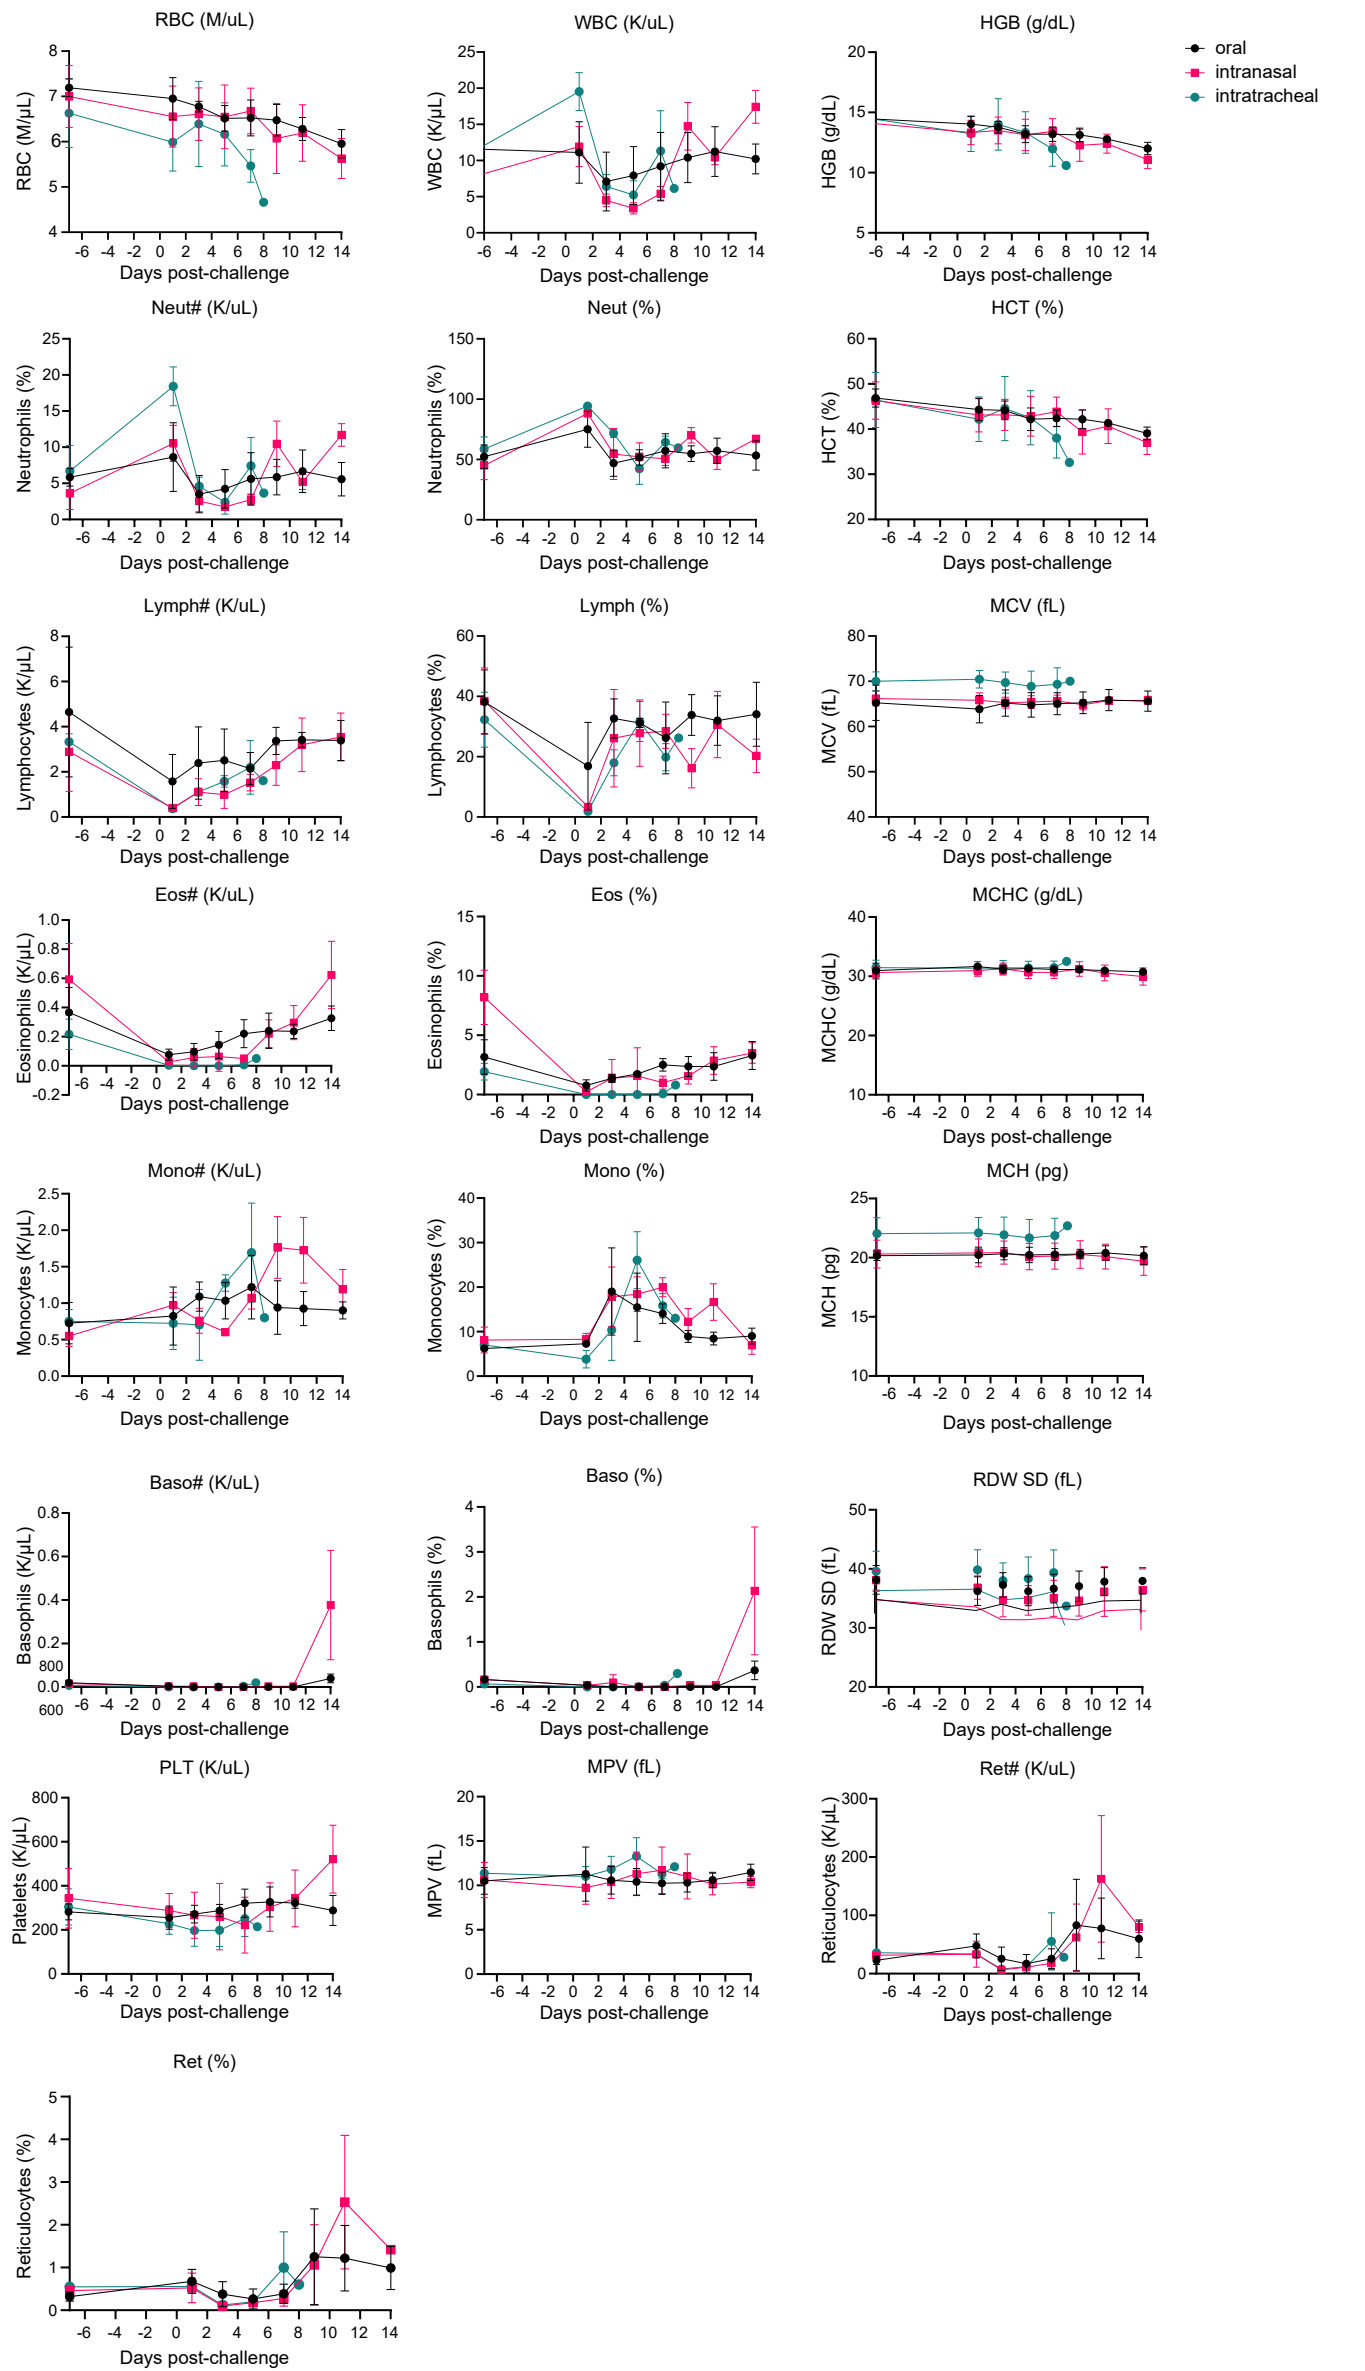 RBC (M/uL)
RBC (M/μL)
8
7
6
5
4
-6 -4 -2 0 2 4 6 8 10 12 14
Days post-challenge
WBC (K/uL)
WBC (K/μL)
25
20
15
10
5
0
-6 -4 -2 0 2 4 6 8 10 12 14
Days post-challenge
HGB (g/dL)
HGB (g/dL)
20
15
10
5
-6 -4 -2 0 2 4 6 8 10 12 14
Days post-challenge
oral
intranasal
intratracheal
Neut# (K/uL)
Neutrophils (%)
25
20
15
10
5
0
-6 -4 -2 0 2 4 6 8 10 12 14
Days post-challenge
Neut (%)
Neutrophils (%)
150
100
50
0
-6 -4 -2 0 2 4 6 8 10 12 14
Days post-challenge
HCT (%)
HCT (%)
60
50
40
30
20
-6 -4 -2 0 2 4 6 8 10 12 14
Days post-challenge
Lymph# (K/uL)
Lymphocytes (K/μL)
8
6
4
2
0
-6 -4 -2 0 2 4 6 8 10 12 14
Days post-challenge
Lymph (%)
Lymphocytes (%)
60
40
20
0
-6 -4 -2 0 2 4 6 8 10 12 14
Days post-challenge
MCV (fL)
MCV (fL)
80
70
60
50
40
-6 -4 -2 0 2 4 6 8 10 12 14
Days post-challenge
Eos# (K/uL)
Eosinophils (K/μL)
1.0
0.8
0.6
0.4
0.2
0.0
-0.2
-6 -4 -2 0 2 4 6 8 10 12 14
Days post-challenge
Eos (%)
Eosinophils (%)
15
10
5
0
-6 -4 -2 0 2 4 6 8 10 12 14
Days post-challenge
MCHC (g/dL)
MCHC (g/dL)
40
30
20
10
-6 -4 -2 0 2 4 6 8 10 12 14
Days post-challenge
Mono# (K/uL)
Monocytes (K/μL)
2.5
2.0
1.5
1.0
0.5
0.0
-6 -4 -2 0 2 4 6 8 10 12 14
Days post-challenge
Mono (%)
Monoocytes (%)
40
30
20
10
0
-6 -4 -2 0 2 4 6 8 10 12 14
Days post-challenge
MCH (pg)
MCH (pg)
25
20
15
10
-6 -4 -2 0 2 4 6 8 10 12 14
Days post-challenge
Baso# (K/uL)
Basophils (K/μL)
0.8
0.6
0.4
0.2
800
0.0
600
-6 -4 -2 0 2 4 6 8 10 12 14
Days post-challenge
Baso (%)
Basophils (%)
4
3
2
1
0
-6 -4 -2 0 2 4 6 8 10 12 14
Days post-challenge
RDW SD (fL)
RDW SD (fL)
50
40
30
20
-6 -4 -2 0 2 4 6 8 10 12 14
Days post-challenge
PLT (K/uL)
Platelets (K/μL)
800
600
400
200
0
-6 -4 -2 0 2 4 6 8 10 12 14
Days post-challenge
MPV (fL)
MPV (fL)
20
15
10
5
0
-6 -4 -2 0 2 4 6 8 10 12 14
Days post-challenge
Ret# (K/uL)
Reticulocytes (K/μL)
300
200
100
0
-6 -4 -2 0 2 4 6 8 10 12 14
Days post-challenge
Ret (%)
Reticulocytes (%)
5
4
3
2
1
0
-6 -4 -2 0 2 4 6 8 10 12 14
Days post-challenge